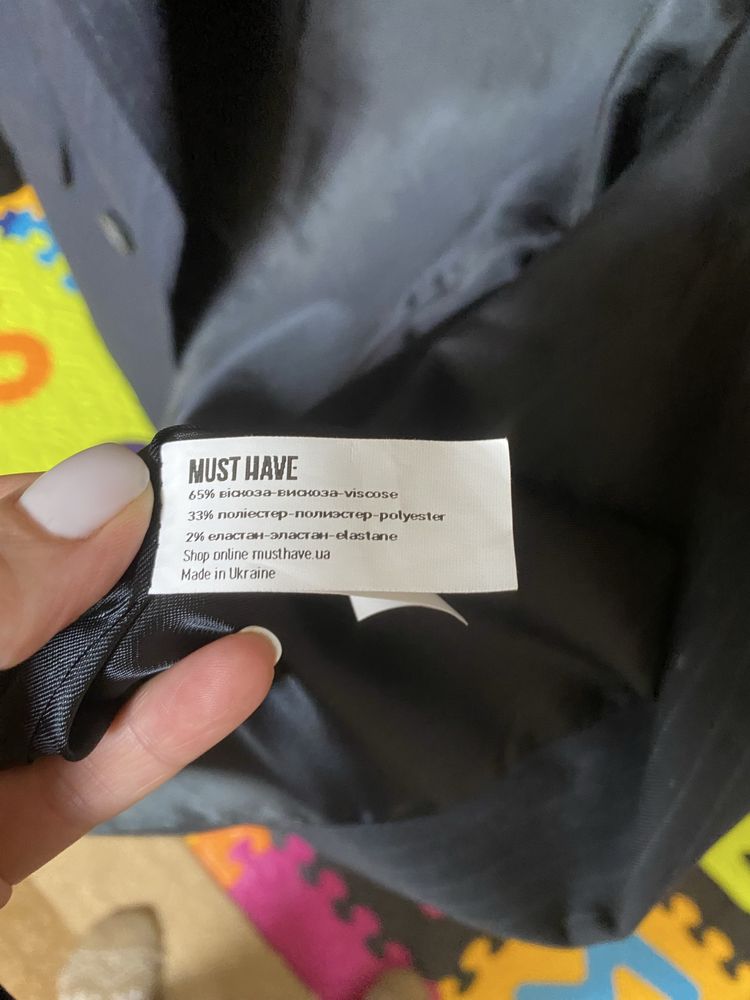 MUST HAVE
65% віскоза-вискоза-viscose
33% поліестер-полиэстер-polyester
2% еластан-эластан-elastane
Shop online musthave.ua
Made in Ukraine